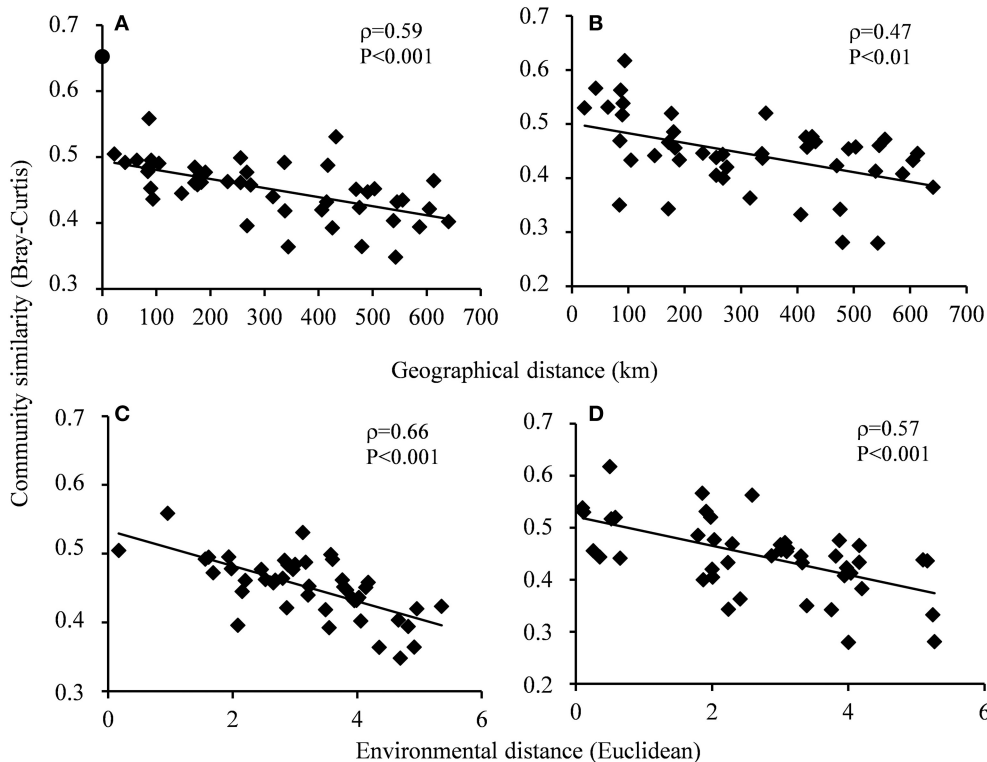 Community similarity (Bray-Curtis)
A
ρ=0.59
P<0.001
0.7
0.6
0.5
0.4
0.3
0 100 200 300 400 500 600 700
B
ρ=0.47
P<0.01
0.7
0.6
0.5
0.4
0.3
0.2
0 100 200 300 400 500 600 700
Geographical distance (km)
C
ρ=0.66
P<0.001
0.7
0.6
0.5
0.4
0.3
0 2 4 6
D
ρ=0.57
P<0.001
0.7
0.6
0.5
0.4
0.3
0.2
0 2 4 6
Environmental distance (Euclidean)